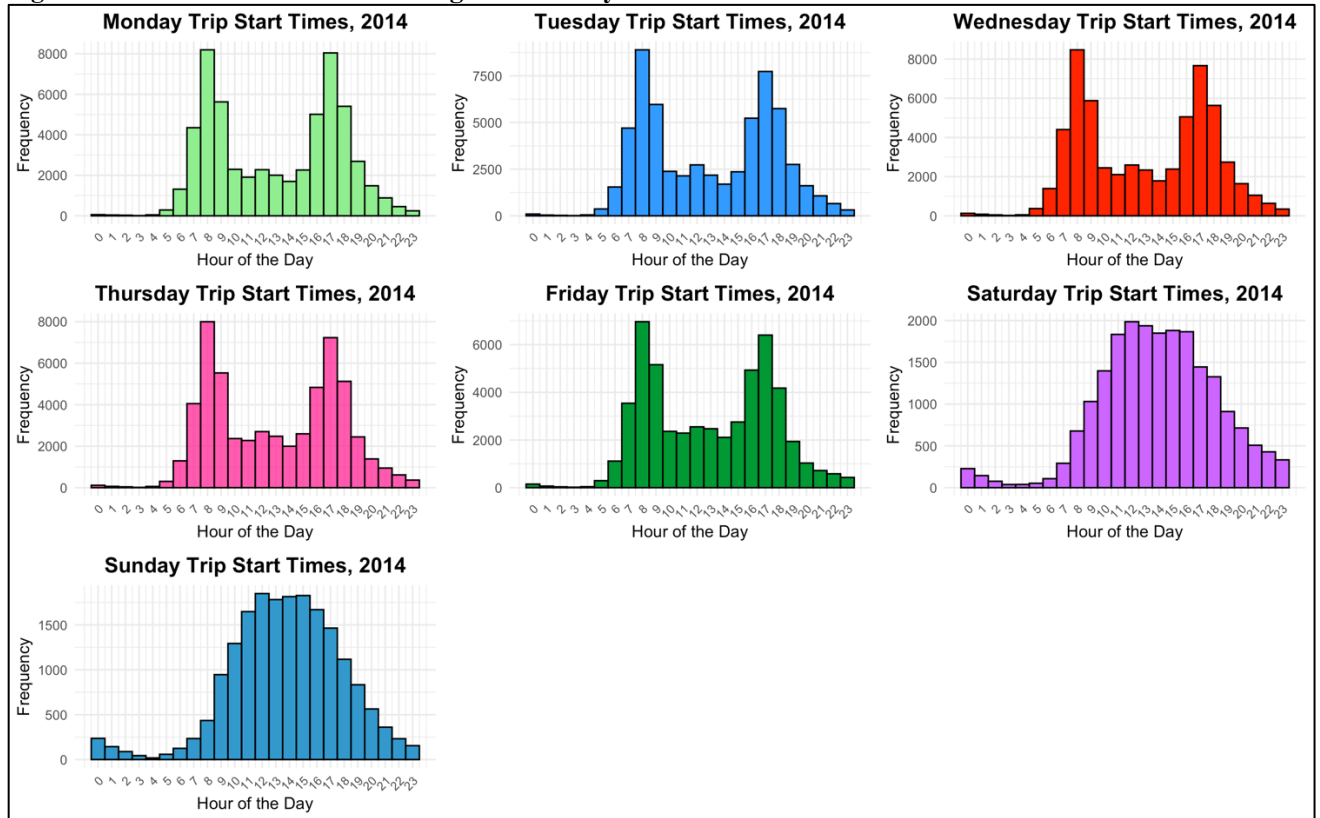 Monday Trip Start Times, 2014
Frequency
8000
6000
4000
2000
0
0 1 2 3 4 5 6 7 8 9 10 11 12 13 14 15 16 17 18 19 20 21 22 23
Hour of the Day
Tuesday Trip Start Times, 2014
Frequency
7500
5000
2500
0
0 1 2 3 4 5 6 7 8 9 10 11 12 13 14 15 16 17 18 19 20 21 22 23
Hour of the Day
Wednesday Trip Start Times, 2014
Frequency
8000
6000
4000
2000
0
0 1 2 3 4 5 6 7 8 9 10 11 12 13 14 15 16 17 18 19 20 21 22 23
Hour of the Day
Thursday Trip Start Times, 2014
Frequency
8000
6000
4000
2000
0
0 1 2 3 4 5 6 7 8 9 10 11 12 13 14 15 16 17 18 19 20 21 22 23
Hour of the Day
Friday Trip Start Times, 2014
Frequency
6000
4000
2000
0
0 1 2 3 4 5 6 7 8 9 10 11 12 13 14 15 16 17 18 19 20 21 22 23
Hour of the Day
Saturday Trip Start Times, 2014
Frequency
2000
1500
1000
500
0
0 1 2 3 4 5 6 7 8 9 10 11 12 13 14 15 16 17 18 19 20 21 22 23
Hour of the Day
Sunday Trip Start Times, 2014
Frequency
1500
1000
500
0
0 1 2 3 4 5 6 7 8 9 10 11 12 13 14 15 16 17 18 19 20 21 22 23
Hour of the Day